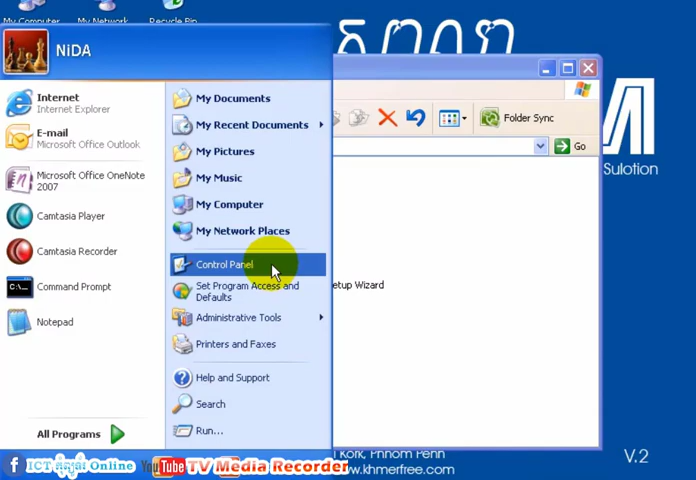 My Computer
My Network
Recycle Bin
NiDA
Internet
Internet Explorer
E-mail
Microsoft Office Outlook
Microsoft Office OneNote
2007
Camtasia Player
Camtasia Recorder
Command Prompt
Notepad
All Programs
My Documents
My Recent Documents
My Pictures
My Music
My Computer
My Network Places
Control Panel
Set Program Access and
Defaults
Administrative Tools
Printers and Faxes
Help and Support
Search
Run...
Folder Sync
Go
etup Wizard
Sulotion
Kork, Phnom Penh
www.khmerfree.com
V.2
ICT
Online
YouTube TV Media Recorder